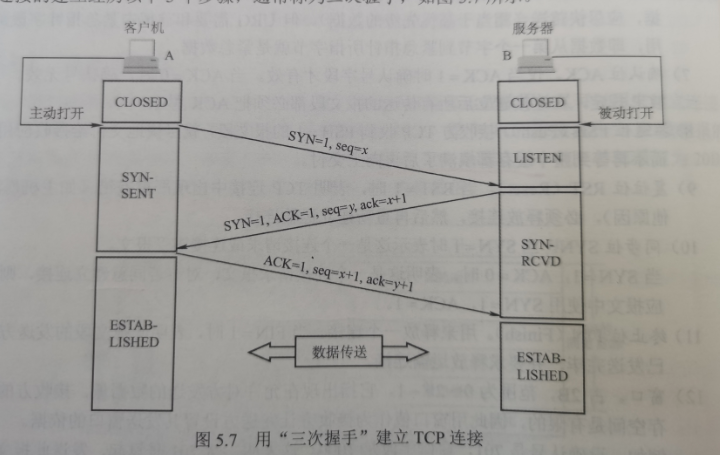 客户机
服务器
A
B
CLOSED
CLOSED
主动打开
被动打开
SYN=1, seq=x
LISTEN
SYN-
SENT
SYN=1, ACK=1, seq=y, ack=x+1
SYN-
RCVD
ACK=1, seq=x+1, ack=y+1
ESTAB-
LISHED
数据传送
ESTAB-
LISHED
图 5.7 用“三次握手”建立 TCP 连接